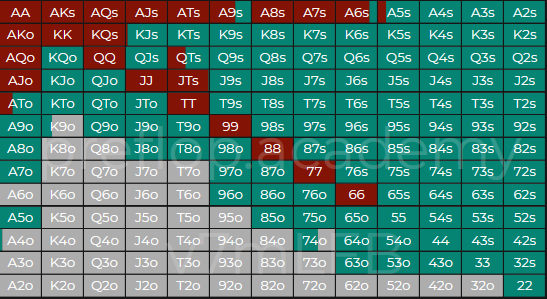 AA AKs AQs AJs ATs A9s A8s A7s A6s A5s A4s A3s A2s
AKo KK KQs KJs KTs K9s K8s K7s K6s K5s K4s K3s K2s
AQo KQo QQ QJs QTs Q9s Q8s Q7s Q6s Q5s Q4s Q3s Q2s
AJo KJo QJo JJ JTs J9s J8s J7s J6s J5s J4s J3s J2s
ATo KTo QTo JTo TT T9s T8s T7s T6s T5s T4s T3s T2s
A9o K9o Q9o J9o T9o 99 98s 97s 96s 95s 94s 93s 92s
A8o K8o Q8o J8o T8o 98o 88 87s 86s 85s 84s 83s 82s
preflop.academy
A7o K7o Q7o J7o T7o 97o 87o 77 76s 75s 74s 73s 72s
A6o K6o Q6o J6o T6o 96o 86o 76o 66 65s 64s 63s 62s
A5o K5o Q5o J5o T5o 95o 85o 75o 65o 55 54s 53s 52s
A4o K4o Q4o J4o T4o 94o 84o 74o 64o 54o 44 43s 42s
A3o K3o Q3o J3o T3o 93o 83o 73o 63o 53o 43o 33 32s
A2o K2o Q2o J2o T2o 92o 82o 72o 62o 52o 42o 32o 22